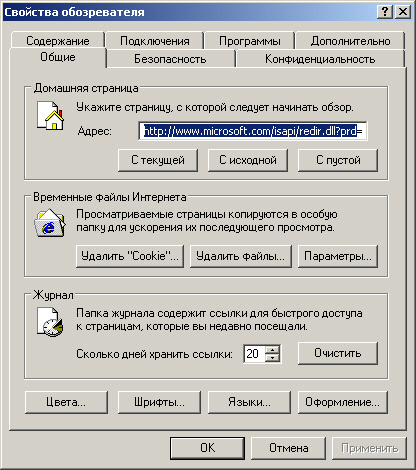 Свойства обозревателя
Содержание Подключения Программы Дополнительно
Общие Безопасность Конфиденциальность
Домашняя страница
Укажите страницу, с которой следует начинать обзор.
Адрес: http://www.microsoft.com/isapi/redir.dll?prd=
С текущей С исходной С пустой
Временные файлы Интернета
Просматриваемые страницы копируются в особую
папку для ускорения их последующего просмотра.
Удалить "Cookie"... Удалить файлы... Параметры...
Журнал
Папка журнала содержит ссылки для быстрого доступа
к страницам, которые вы недавно посещали.
Сколько дней хранить ссылки: 20 Очистить
Цвета... Шрифты... Языки... Оформление...
OK Отмена Применить